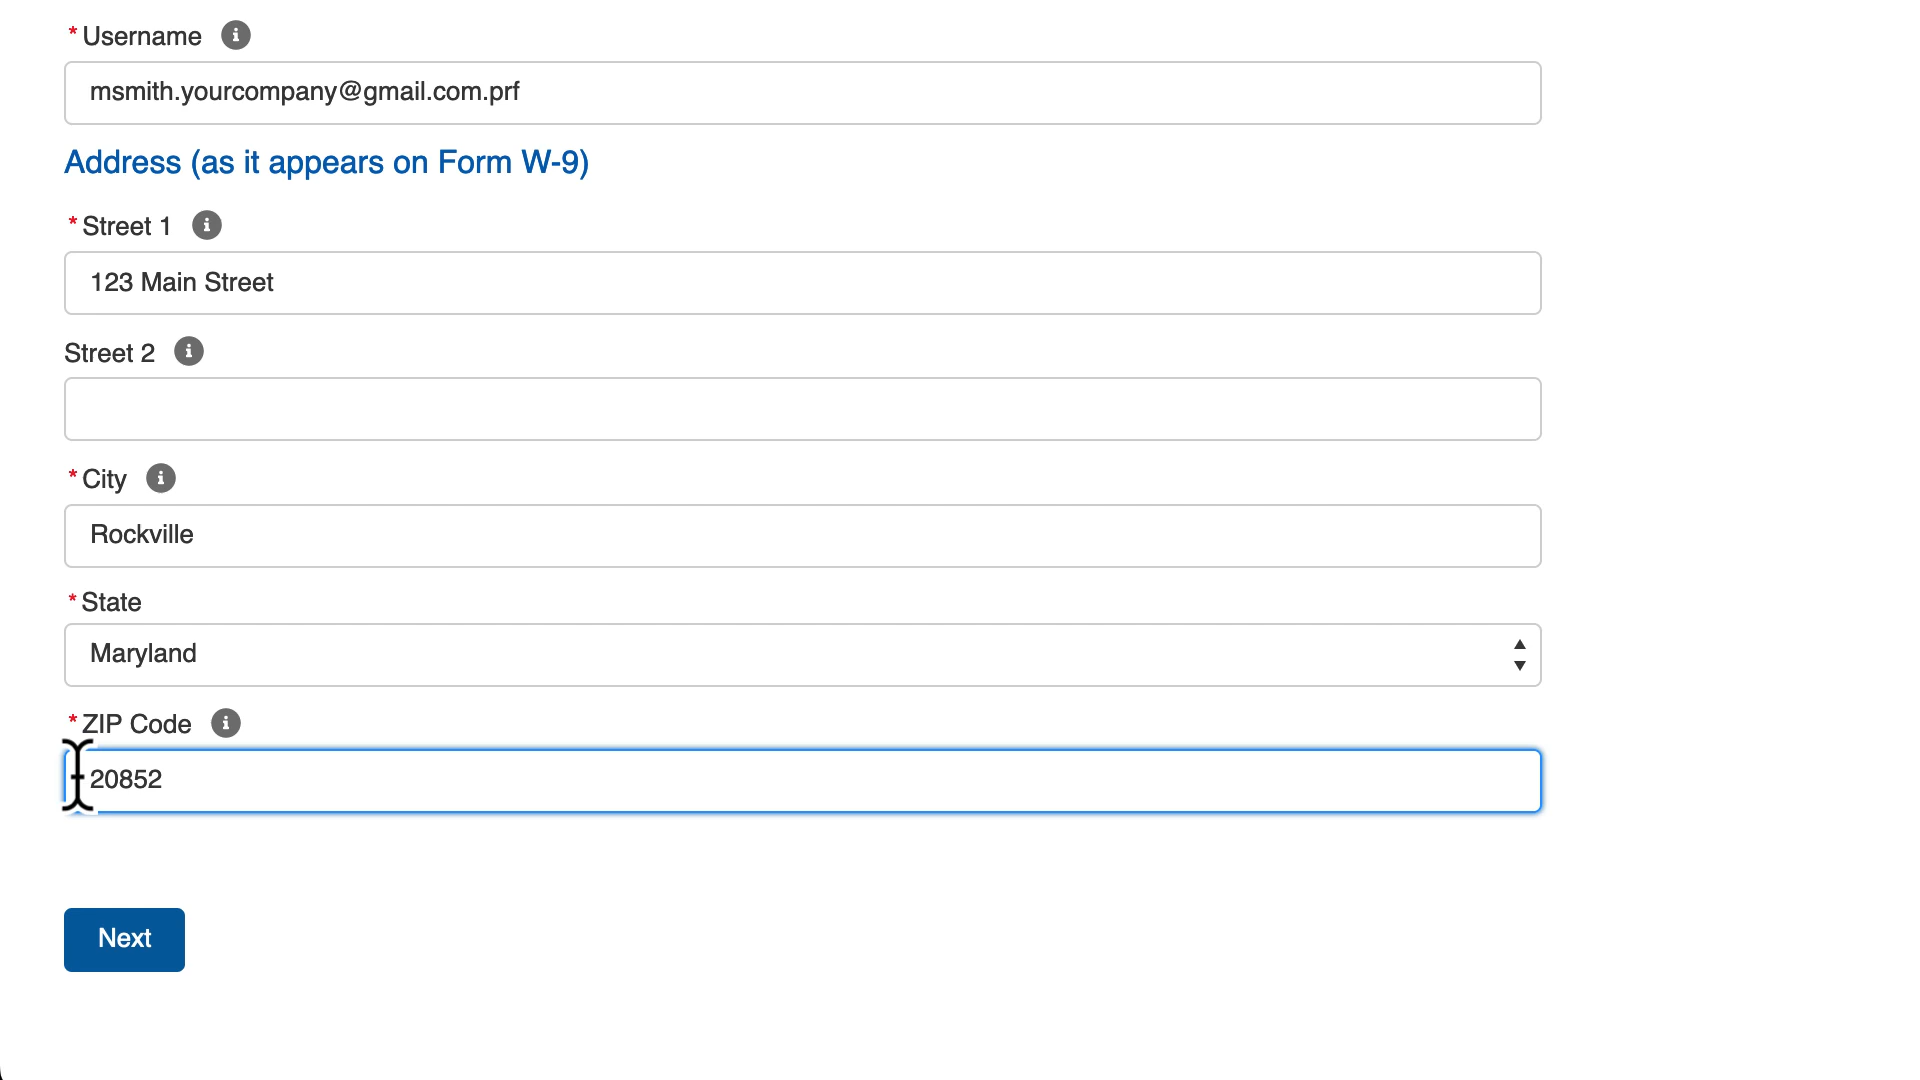 * Username
msmith.yourcompany@gmail.com.prf
Address (as it appears on Form W-9)
* Street 1
123 Main Street
Street 2
* City
Rockville
* State
Maryland
* ZIP Code
20852
Next